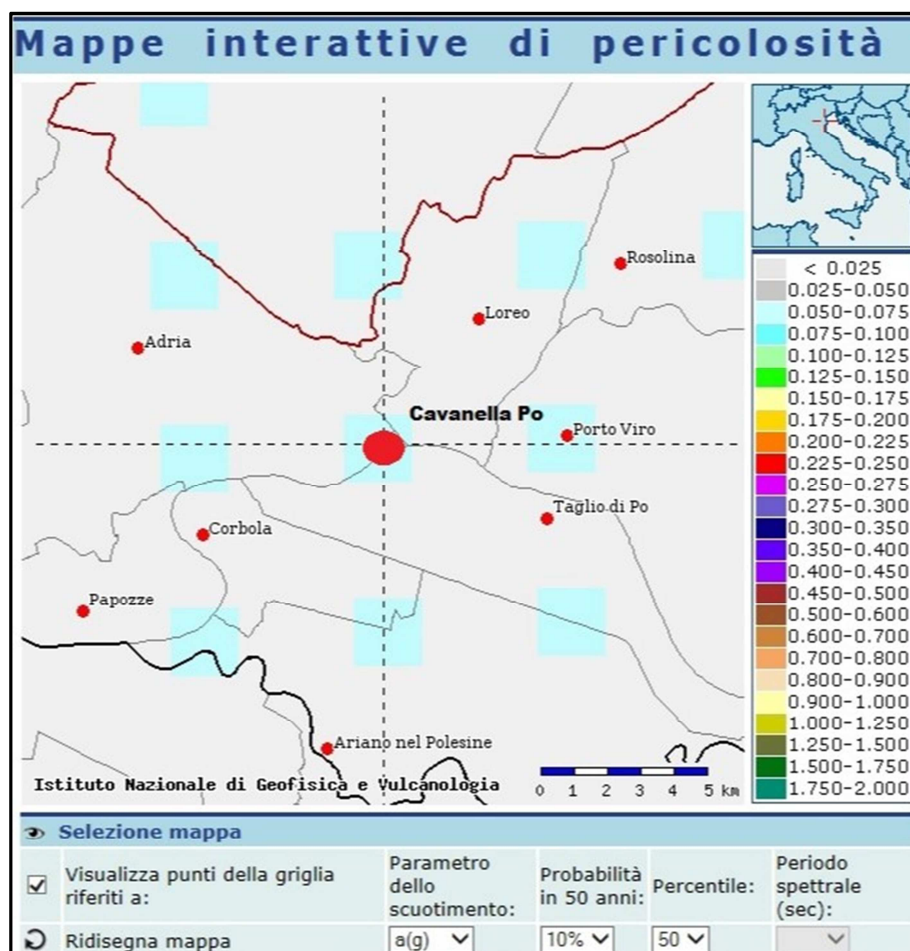 Mappe interattive di pericolosità
Rosolina
Loreo
Adria
Cavanella Po
Porto Viro
Taglio di Po
Corbola
Papozze
Ariano nel Polesine
Istituto Nazionale di Geofisica e Vulcanologia
0 1 2 3 4 5 km
< 0.025
0.025-0.050
0.050-0.075
0.075-0.100
0.100-0.125
0.125-0.150
0.150-0.175
0.175-0.200
0.200-0.225
0.225-0.250
0.250-0.275
0.275-0.300
0.300-0.350
0.350-0.400
0.400-0.450
0.450-0.500
0.500-0.600
0.600-0.700
0.700-0.800
0.800-0.900
0.900-1.000
1.000-1.250
1.250-1.500
1.500-1.750
1.750-2.000
Selezione mappa
Visualizza punti della griglia
riferiti a:
Parametro
dello
scuotimento:
Probabilità
in 50 anni:
Percentile:
Periodo
spettrale
(sec):
Ridisegna mappa
a(g)
10%
50